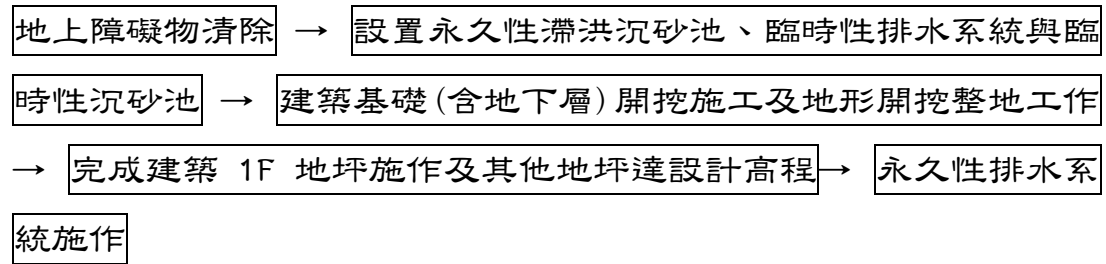 地上障礙物清除 → 設置永久性滯洪沉砂池、臨時性排水系統與臨
時性沉砂池 → 建築基礎(含地下層)開挖施工及地形開挖整地工作
→ 完成建築 1F 地坪施作及其他地坪達設計高程→ 永久性排水系
統施作